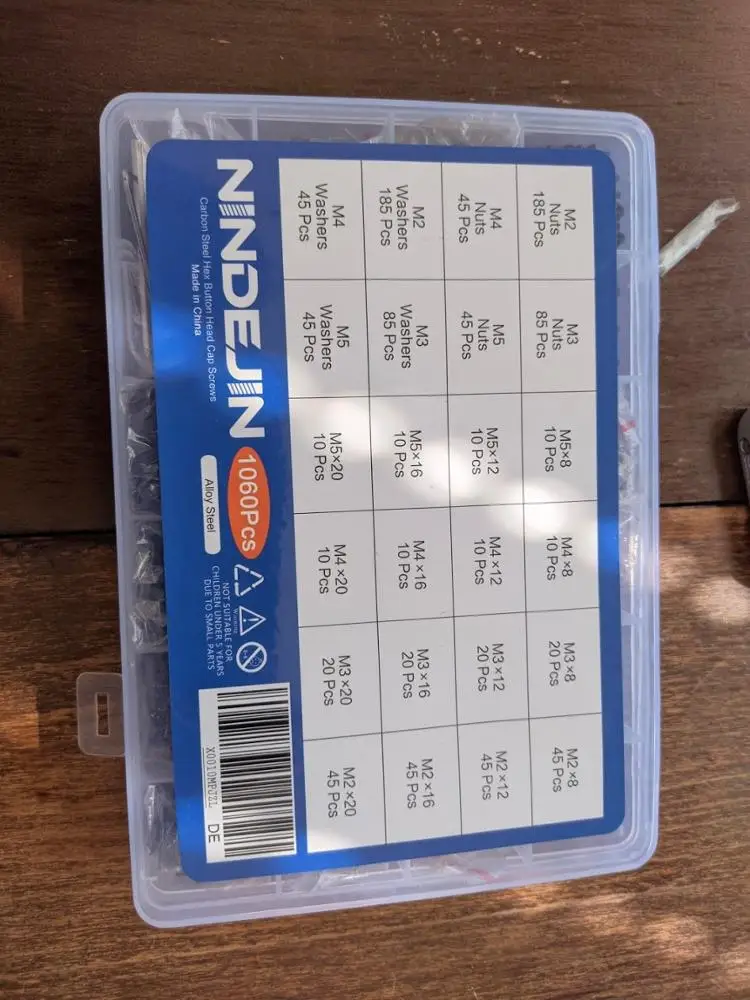 M2
Nuts
185 Pcs
M3
Nuts
85 Pcs
M5×8
10 Pcs
M4×8
10 Pcs
M3×8
20 Pcs
M2×8
45 Pcs
M4
Nuts
45 Pcs
M5
Nuts
45 Pcs
M5×12
10 Pcs
M4×12
10 Pcs
M3×12
20 Pcs
M2×12
45 Pcs
M2
Washers
185 Pcs
M3
Washers
85 Pcs
M5×16
10 Pcs
M4×16
10 Pcs
M3×16
20 Pcs
M2×16
45 Pcs
M4
Washers
45 Pcs
M5
Washers
45 Pcs
M5×20
10 Pcs
M4×20
10 Pcs
M3×20
20 Pcs
M2×20
45 Pcs
NINDEJIN
Carbon Steel Hex Button Head Cap Screws
Made in China
1060Pcs
Alloy Steel
Warning
NOT SUITABLE FOR
CHILDREN UNDER 5 YEARS
DUE TO SMALL PARTS
X0010MPJZL DE